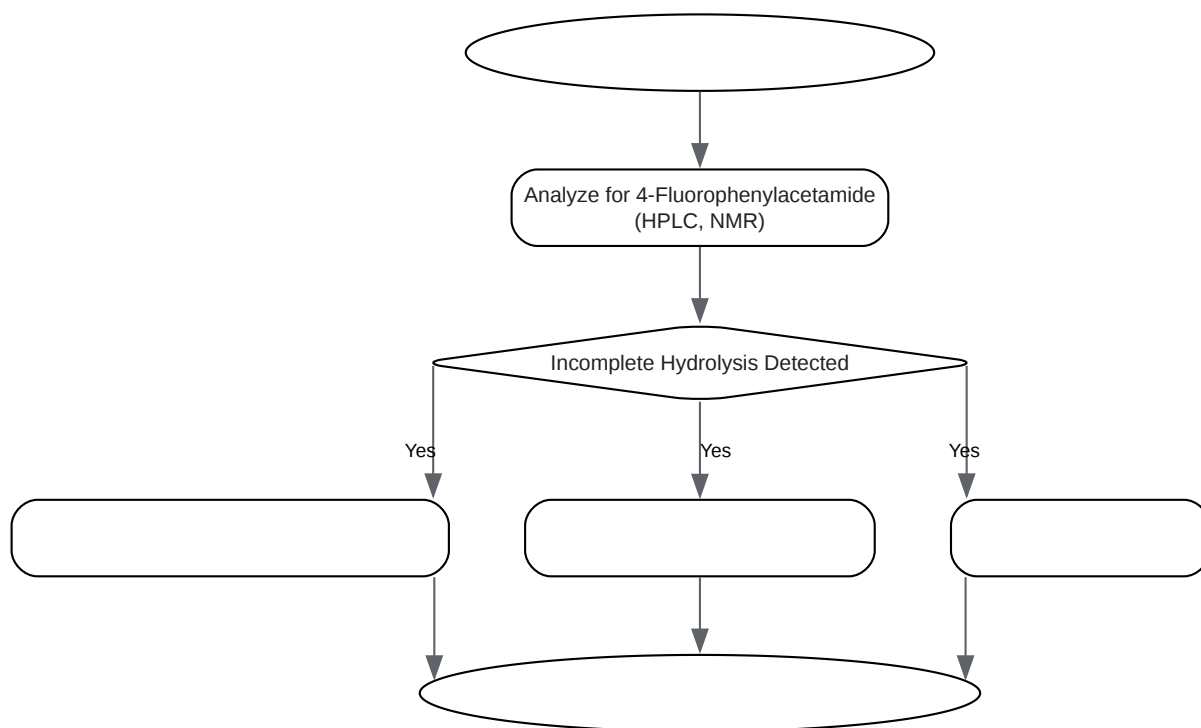 Analyze for 4-Fluorophenylacetamide
(HPLC, NMR)
Incomplete Hydrolysis Detected
Yes
Yes
Yes